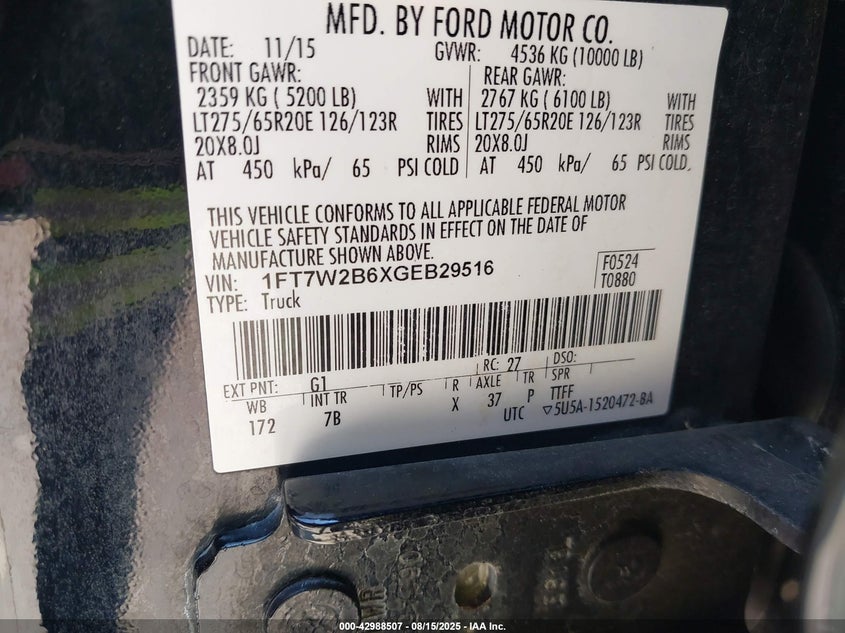 MFD. BY FORD MOTOR CO.
DATE: 11/15 GVWR: 4536 KG (10000 LB)
FRONT GAWR: REAR GAWR:
2359 KG ( 5200 LB) WITH 2767 KG ( 6100 LB) WITH
LT275/65R20E 126/123R TIRES LT275/65R20E 126/123R TIRES
20X8.0J RIMS 20X8.0J RIMS
AT 450 kPa/ 65 PSI COLD AT 450 kPa/ 65 PSI COLD.
THIS VEHICLE CONFORMS TO ALL APPLICABLE FEDERAL MOTOR
VEHICLE SAFETY STANDARDS IN EFFECT ON THE DATE OF
MANUFACTURE SHOWN ABOVE.
VIN: 1FT7W2B6XGEB29516 F0524
TYPE: Truck T0880
EXT PNT: G1 RC: 27 DSO:
WB INT TR TP/PS R AXLE TR SPR
172 7B X 37 P TTFF
UTC ▽5U5A-1520472-BA
000-42988507 - 08/15/2025 - IAA Inc.